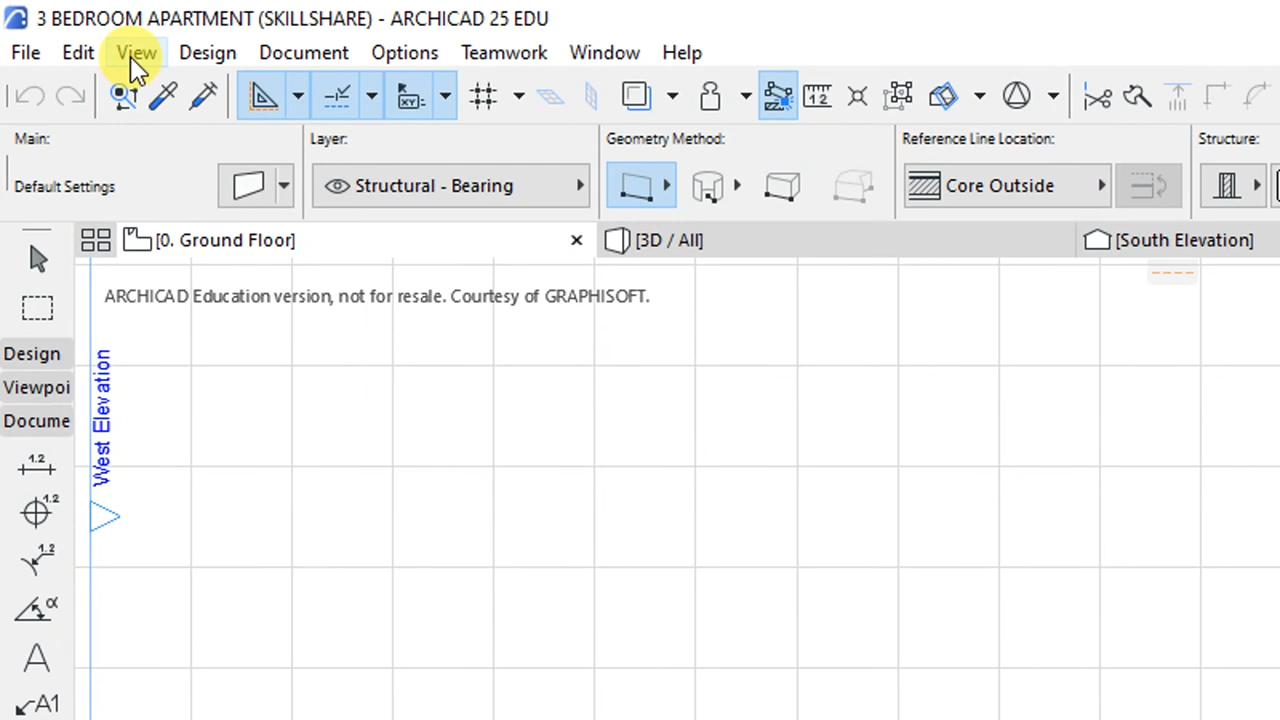 3 BEDROOM APARTMENT (SKILLSHARE) - ARCHICAD 25 EDU
File Edit View Design Document Options Teamwork Window Help
Main: Layer: Geometry Method: Reference Line Location: Structure:
Default Settings Structural - Bearing Core Outside
[0. Ground Floor] [3D / All] [South Elevation]
ARCHICAD Education version, not for resale. Courtesy of GRAPHISOFT.
Design
Viewpoi
Docume
West Elevation
1.2
1.2
1.2
α
A
A1